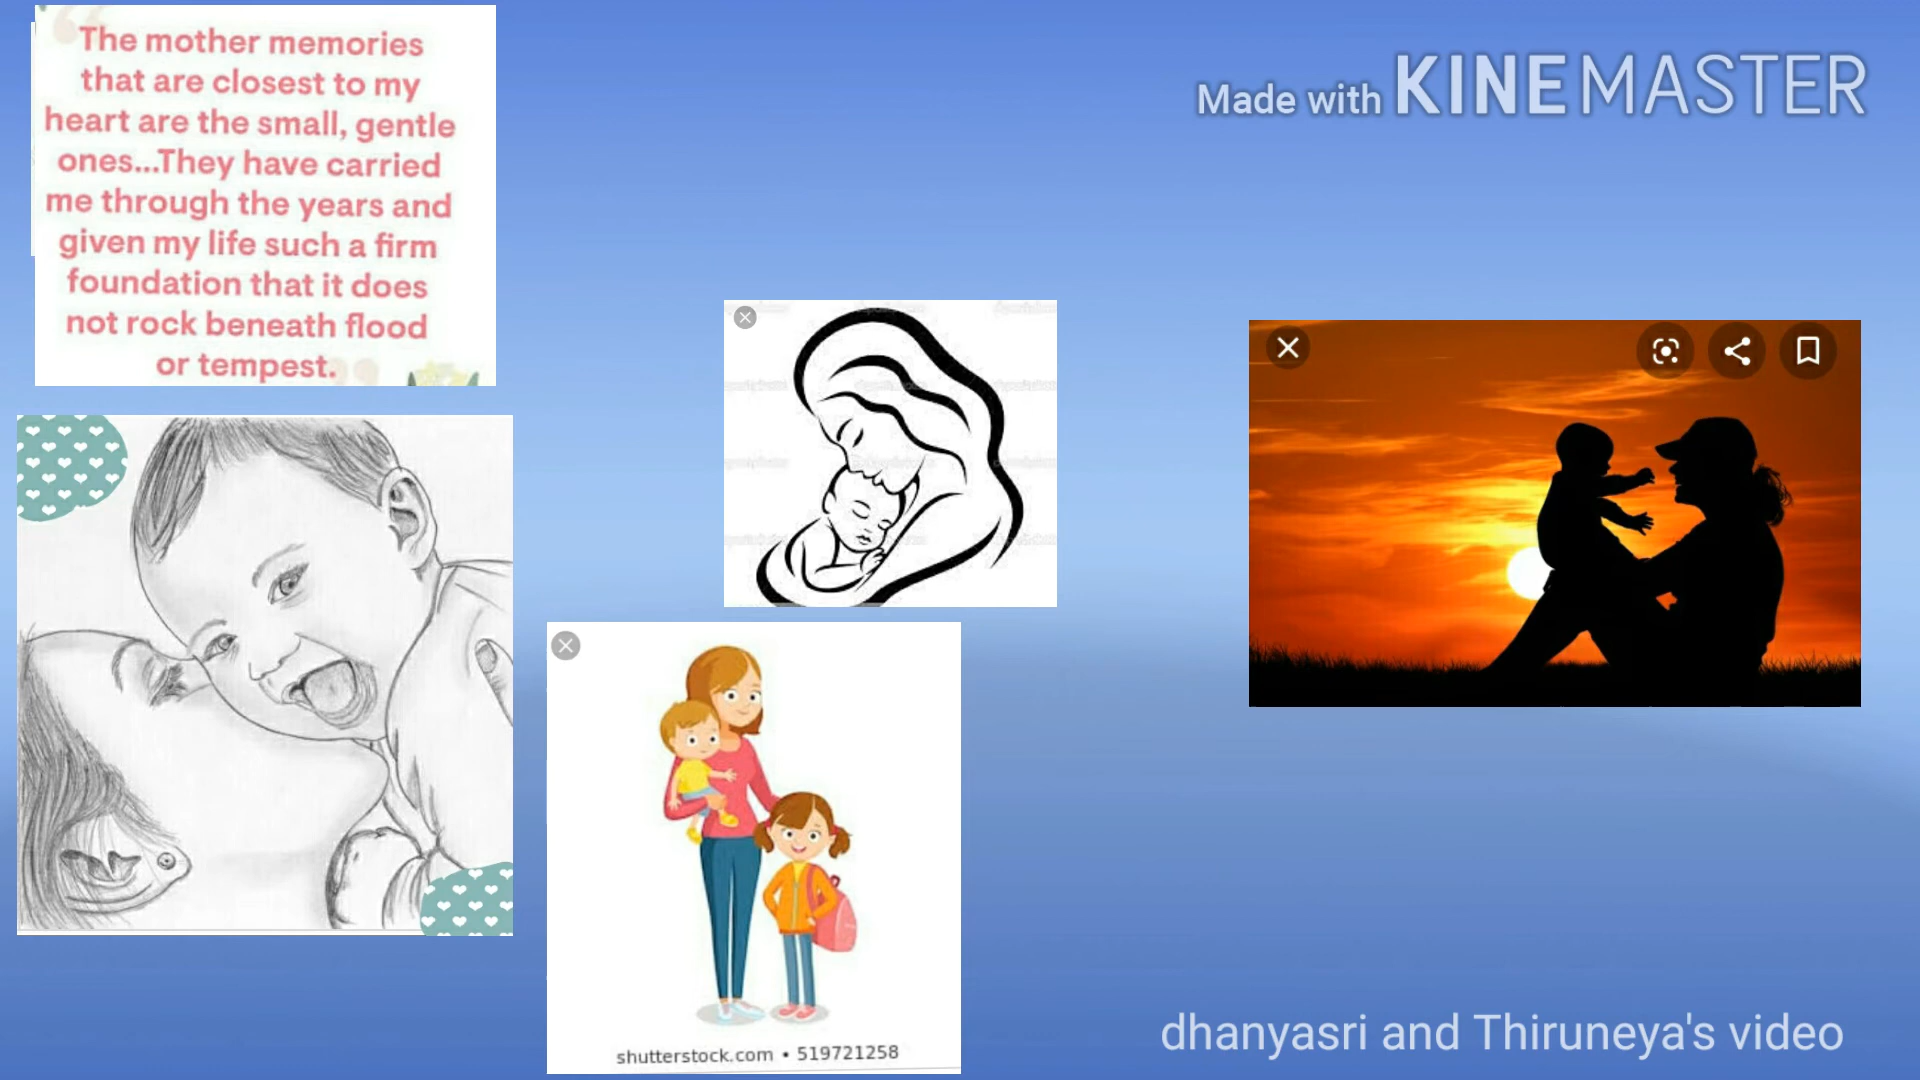 The mother memories
that are closest to my
heart are the small, gentle
ones...They have carried
me through the years and
given my life such a firm
foundation that it does
not rock beneath flood
or tempest.
Made with KINEMASTER
shutterstock.com • 519721258
dhanyasri and Thiruneya's video